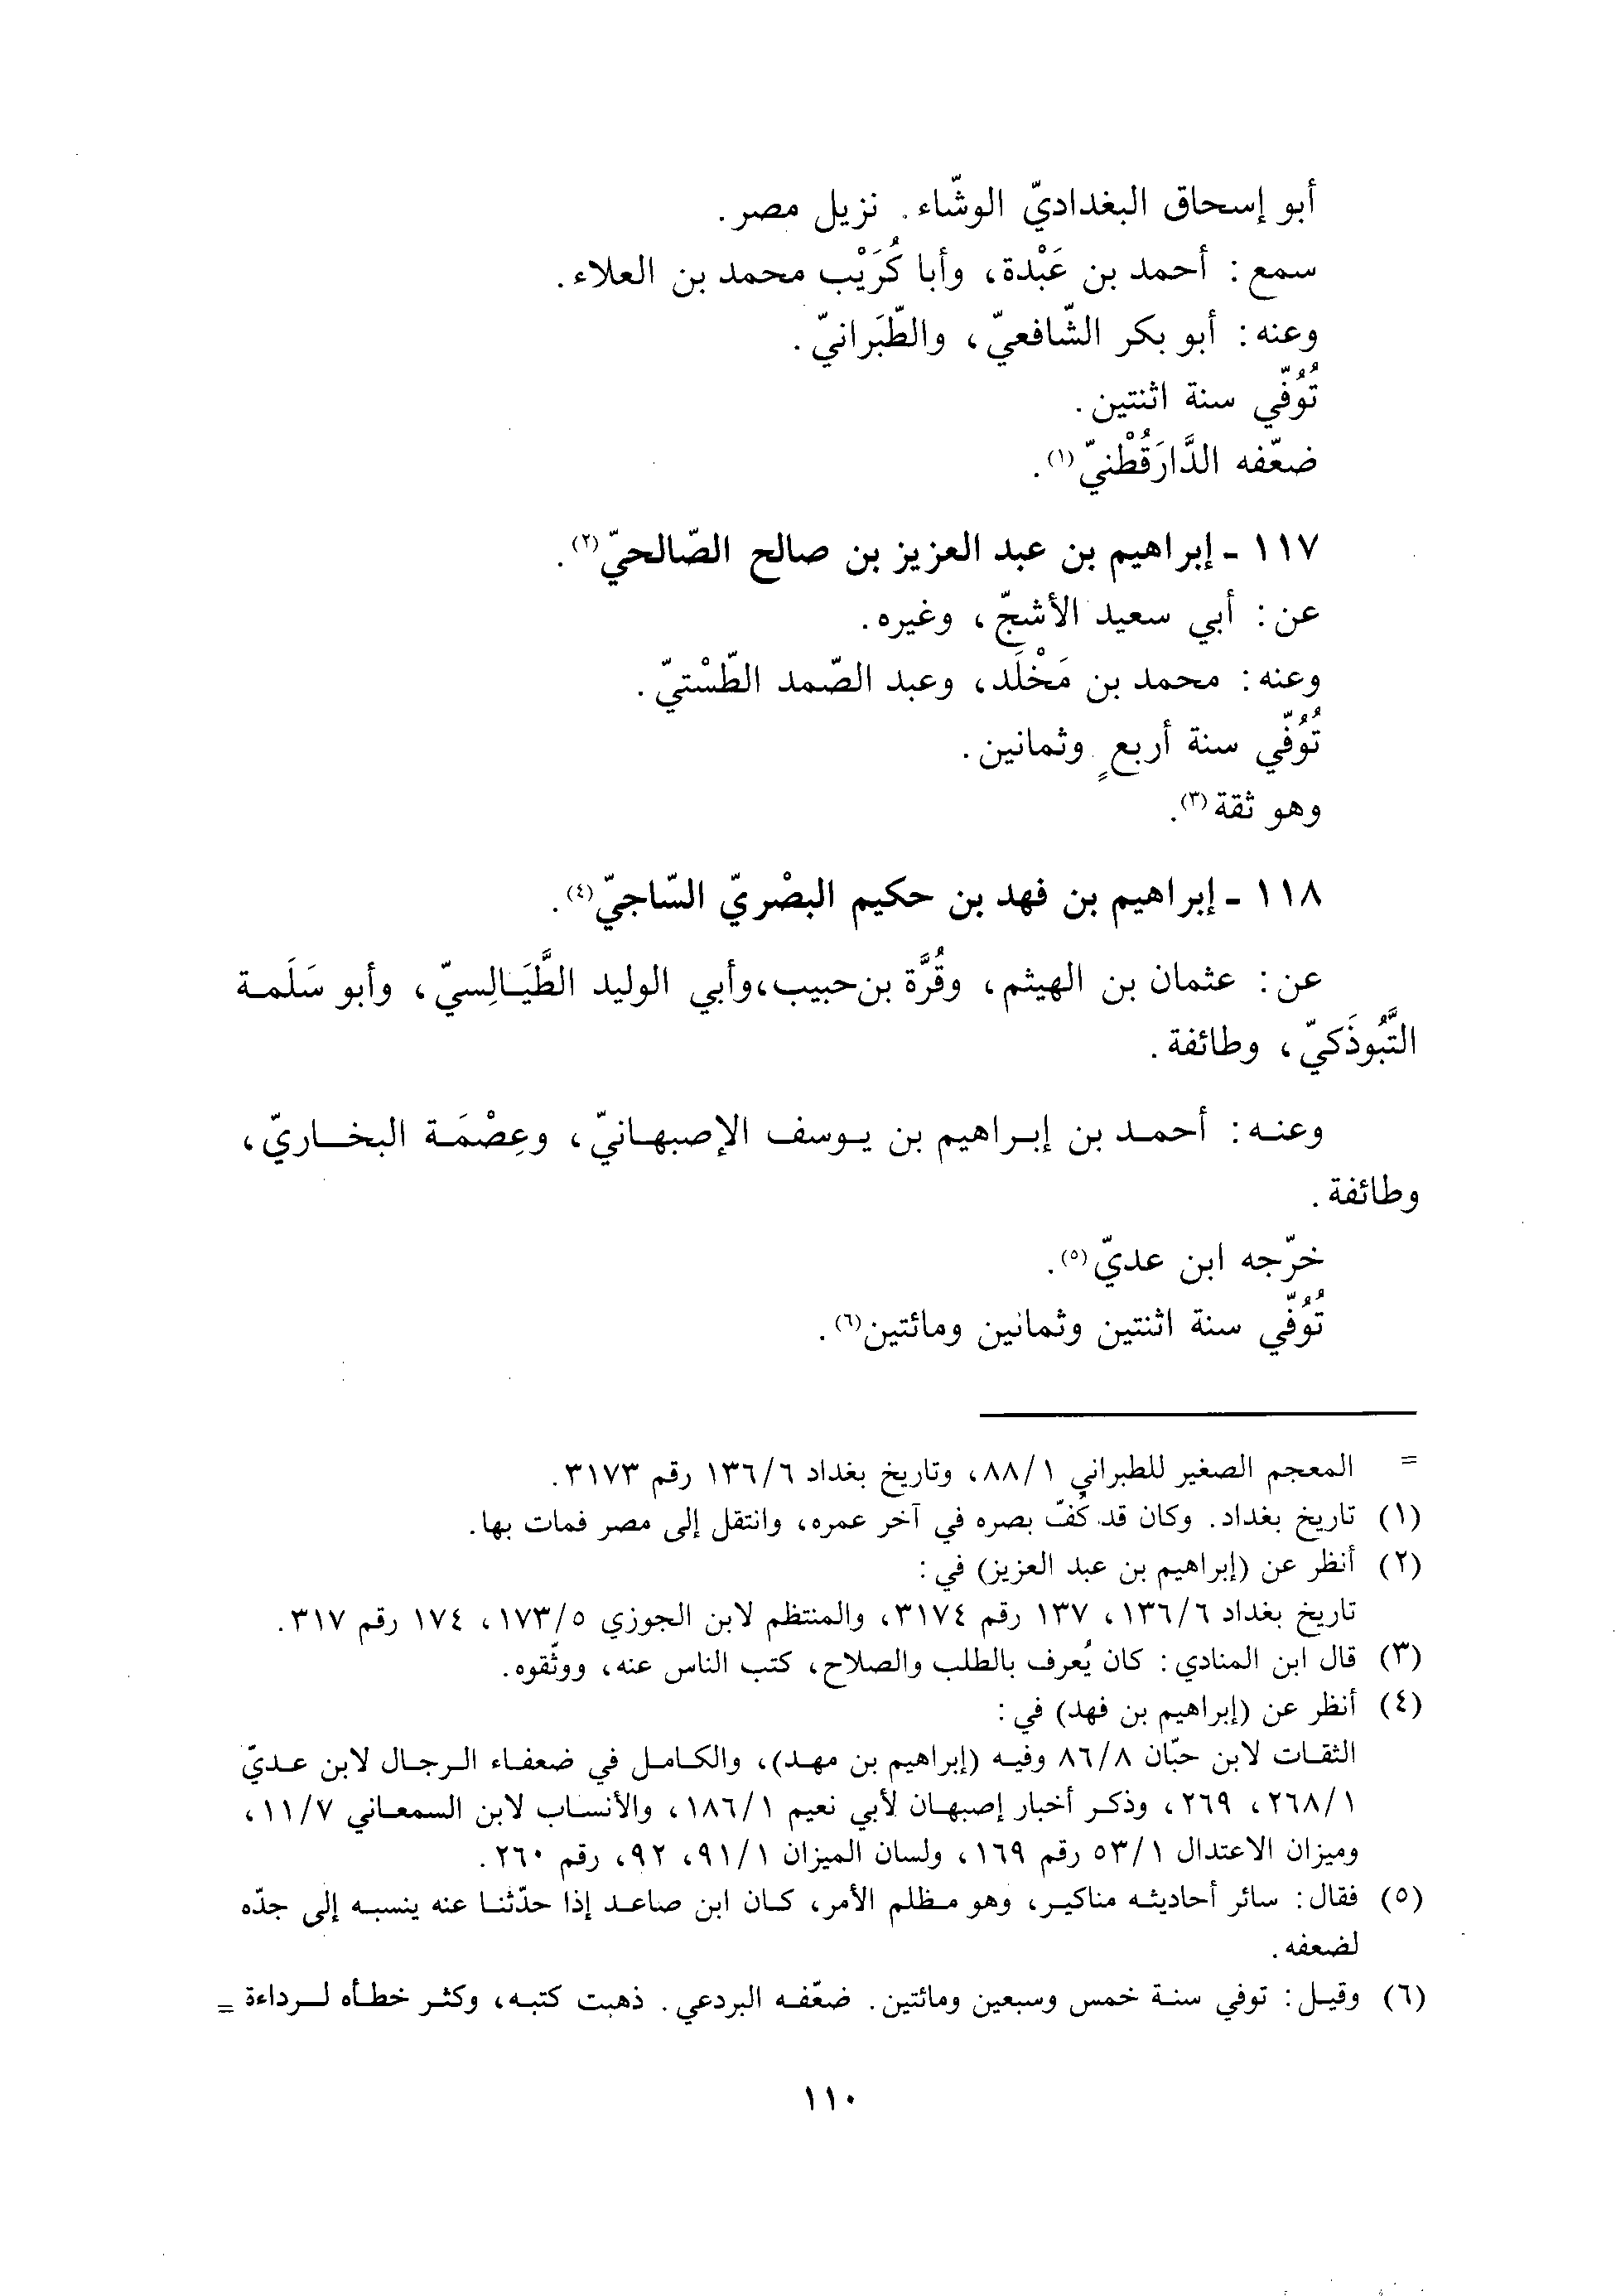 أبو إسحاق البغداديّ الوشّاء. نزيل مصر.
سمع: أحمد بن عَبْدة، وأبا كُرَيْب محمد بن العلاء.
وعنه: أبو بكر الشّافعيّ، والطّبَرانيّ.
تُوُفّي سنة اثنتين.
ضعّفه الدَّارَقُطْنيّ(١).
١١٧ - إبراهيم بن عبد العزيز بن صالح الصّالحيّ(٢).
عن: أبي سعيد الأشجّ، وغيره.
وعنه: محمد بن مَخْلَد، وعبد الصّمد الطّسْتيّ.
تُوُفّي سنة أربعٍ وثمانين.
وهو ثقة(٣).
١١٨ - إبراهيم بن فهد بن حكيم البصْريّ السّاجيّ(٤).
عن: عثمان بن الهيثم، وقُرَّة بن حبيب، وأبي الوليد الطَّيَالِسيّ، وأبو سَلَمة
التَّبُوذَكيّ، وطائفة.
وعنه: أحمد بن إبراهيم بن يوسف الإصبهانيّ، وعِصْمَة البخاريّ،
وطائفة.
خرّجه ابن عديّ(٥).
تُوُفّي سنة اثنتين وثمانين ومائتين(٦).
= المعجم الصغير للطبراني ٨٨/١، وتاريخ بغداد ١٣٦/٦ رقم ٣١٧٣.
(١) تاريخ بغداد. وكان قد كُفّ بصره في آخر عمره، وانتقل إلى مصر فمات بها.
(٢) أنظر عن (إبراهيم بن عبد العزيز) في:
تاريخ بغداد ١٣٦/٦، ١٣٧ رقم ٣١٧٤، والمنتظم لابن الجوزي ١٧٣/٥، ١٧٤ رقم ٣١٧.
(٣) قال ابن المنادي: كان يُعرف بالطلب والصلاح، كتب الناس عنه، ووثّقوه.
(٤) أنظر عن (إبراهيم بن فهد) في:
الثقات لابن حبّان ٨٦/٨ وفيه (إبراهيم بن مهد)، والكامل في ضعفاء الرجال لابن عديّ
٢٦٨/١، ٢٦٩، وذكر أخبار إصبهان لأبي نعيم ١٨٦/١، والأنساب لابن السمعاني ١١/٧،
وميزان الاعتدال ٥٣/١ رقم ١٦٩، ولسان الميزان ٩١/١، ٩٢، رقم ٢٦٠.
(٥) فقال: سائر أحاديثه مناكير، وهو مظلم الأمر، كان ابن صاعد إذا حدّثنا عنه ينسبه إلى جدّه
لضعفه.
(٦) وقيل: توفي سنة خمس وسبعين ومائتين. ضعّفه البردعي. ذهبت كتبه، وكثر خطأه لرداءة =
١١٠